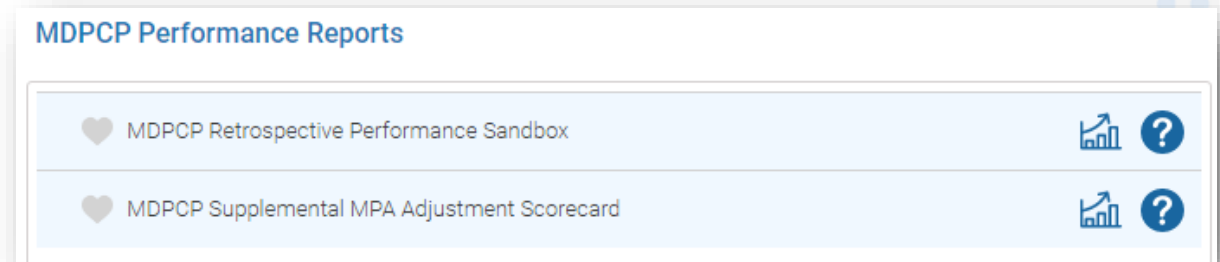 MDPCP Performance Reports
MDPCP Retrospective Performance Sandbox
?
MDPCP Supplemental MPA Adjustment Scorecard
?